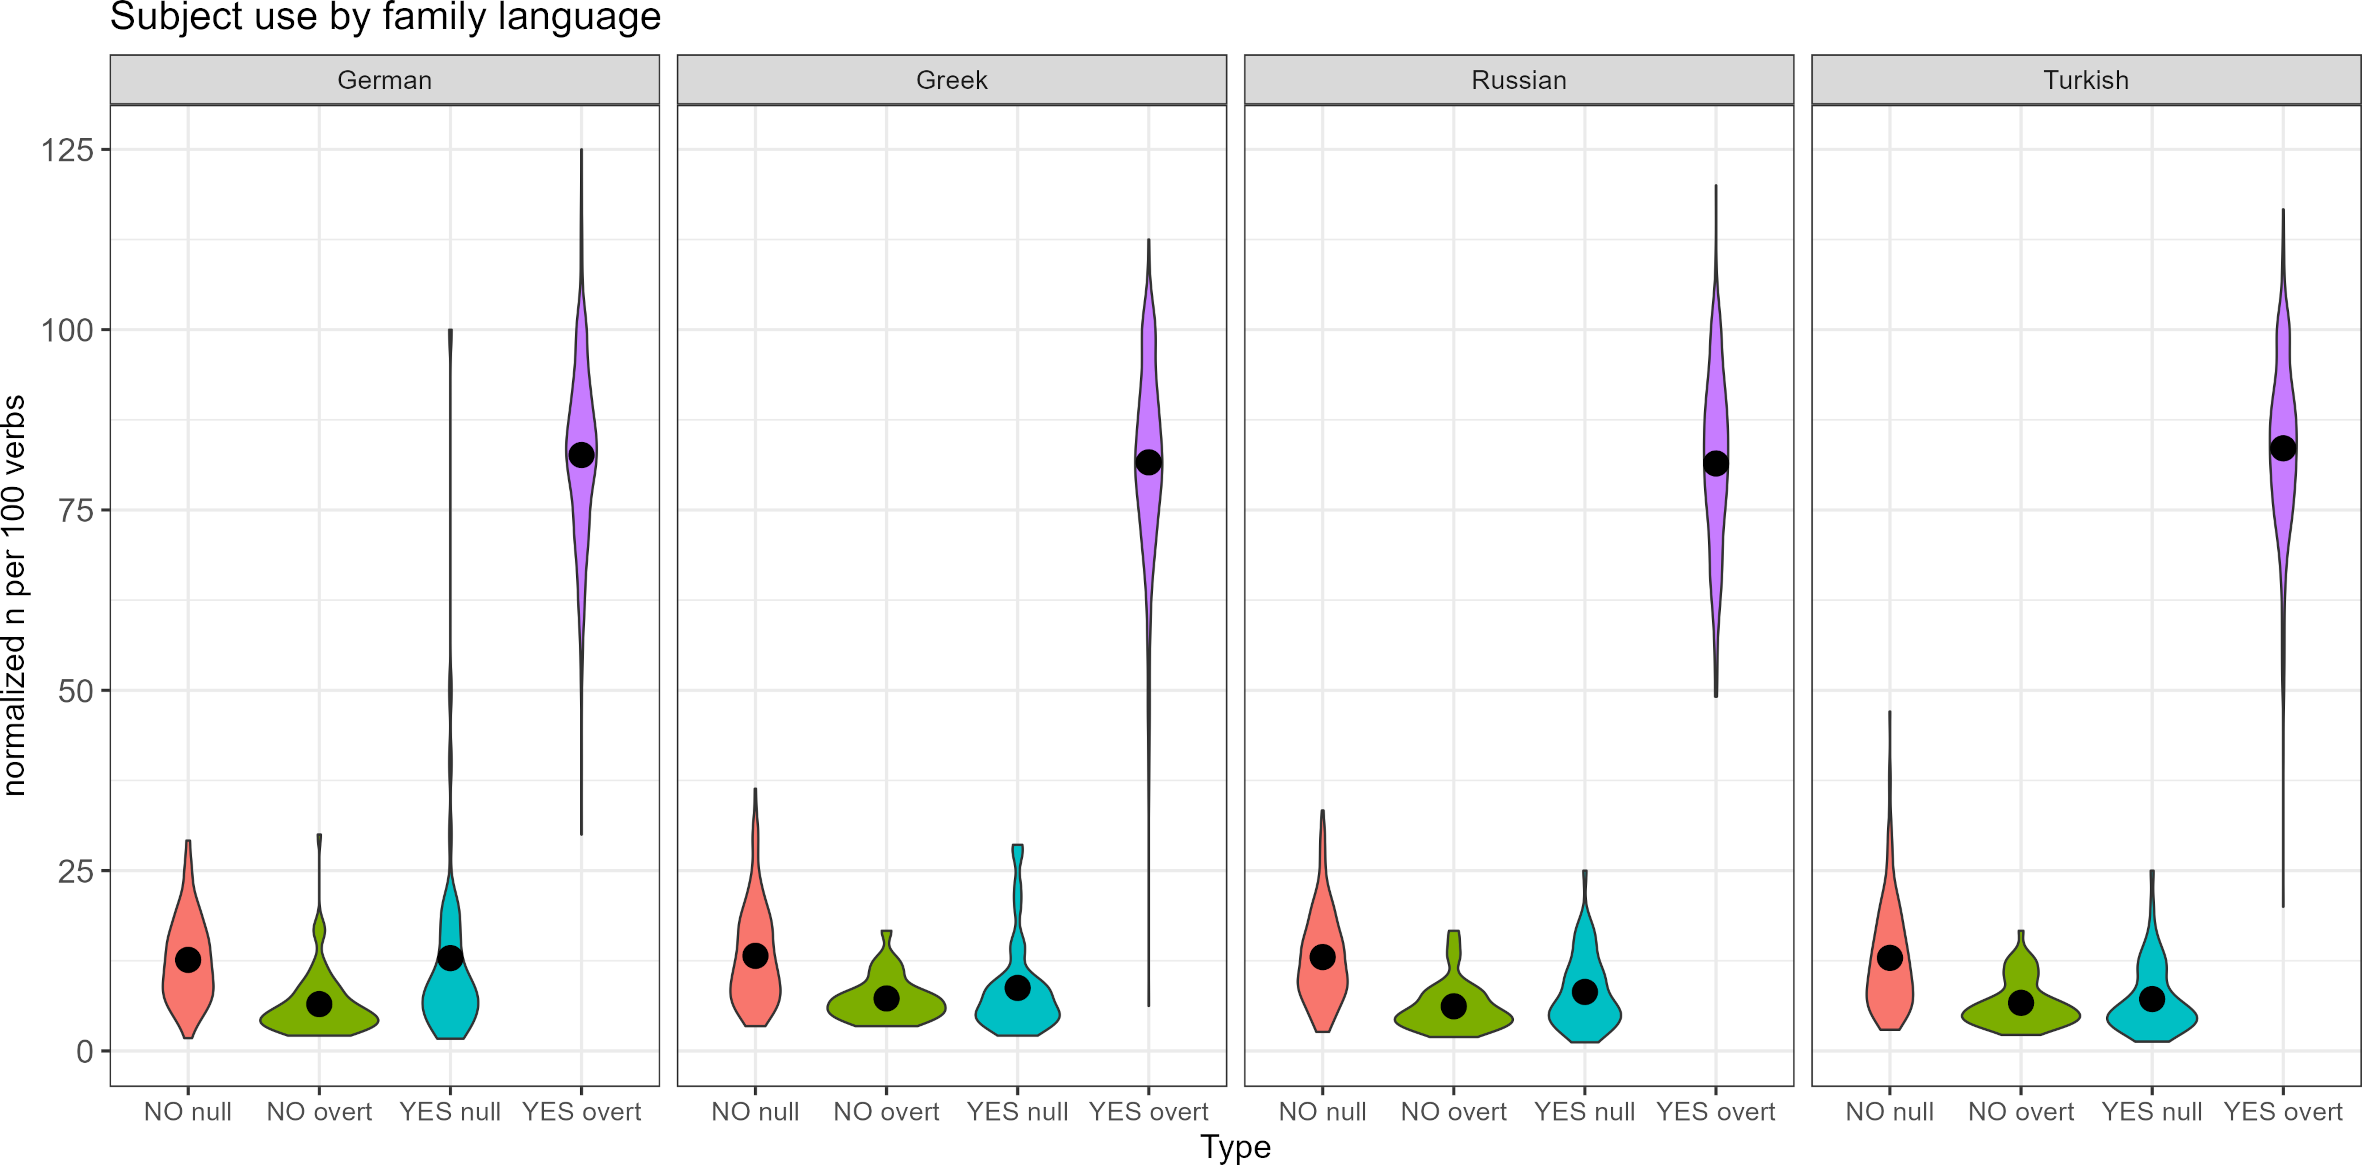 Subject use by family language
German
Greek
Russian
Turkish
normalized n per 100 verbs
125
100
75
50
25
0
NO null NO overt YES null YES overt
NO null NO overt YES null YES overt
NO null NO overt YES null YES overt
NO null NO overt YES null YES overt
Type